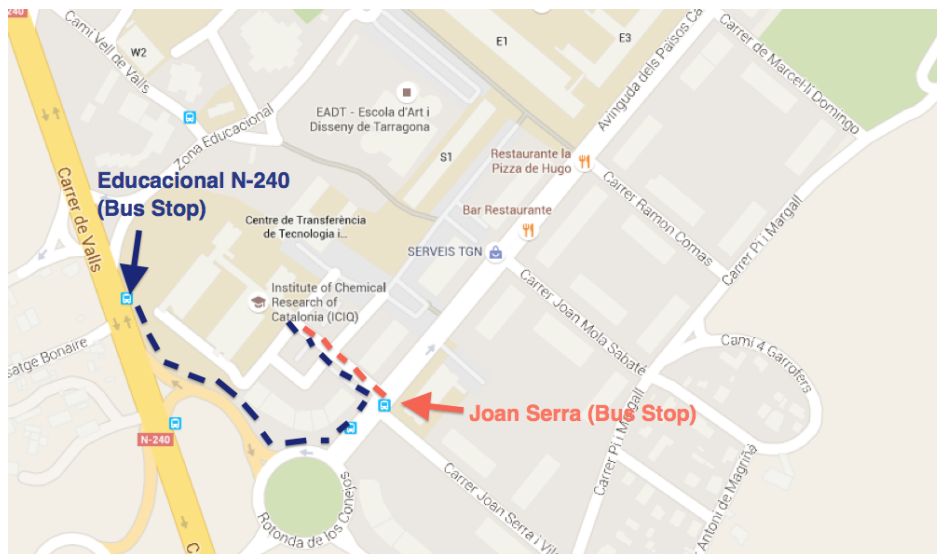 240
Camí Vell de Valls
W2
E1
E3
Carrer de Marcel·lí Domingo
Avinguda dels Països Ca
EADT - Escola d'Art i
Disseny de Tarragona
Zona Educacional
S1
Restaurante la
Pizza de Hugo
Educacional N-240
(Bus Stop)
Carrer de Valls
Carrer Ramon Comas
Carrer Pi i Margall
Bar Restaurante
Centre de Transferència
de Tecnologia i...
SERVEIS TGN
Institute of Chemical
Research of
Catalonia (ICIQ)
Carrer Joan Mola Sabaté
satge Bonaire
Camí 4 Garrofers
Joan Serra (Bus Stop)
Carrer Pi i Margall
N-240
Antoni de Magriñà
Carrer Joan Serra i Vil
Rotonda de los Conejos
Ca